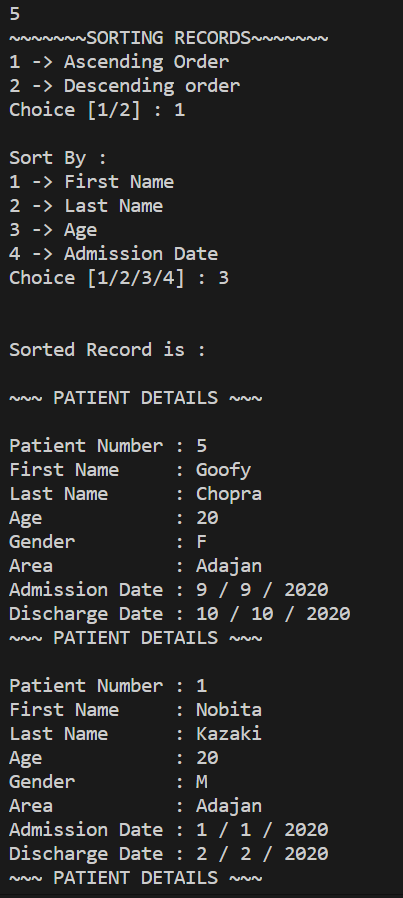 5
~~~~~~~SORTING RECORDS~~~~~~~
1 -> Ascending Order
2 -> Descending order
Choice [1/2] : 1
Sort By :
1 -> First Name
2 -> Last Name
3 -> Age
4 -> Admission Date
Choice [1/2/3/4] : 3
Sorted Record is :
~~~ PATIENT DETAILS ~~~
Patient Number : 5
First Name     : Goofy
Last Name      : Chopra
Age            : 20
Gender         : F
Area           : Adajan
Admission Date : 9 / 9 / 2020
Discharge Date : 10 / 10 / 2020
~~~ PATIENT DETAILS ~~~
Patient Number : 1
First Name     : Nobita
Last Name      : Kazaki
Age            : 20
Gender         : M
Area           : Adajan
Admission Date : 1 / 1 / 2020
Discharge Date : 2 / 2 / 2020
~~~ PATIENT DETAILS ~~~